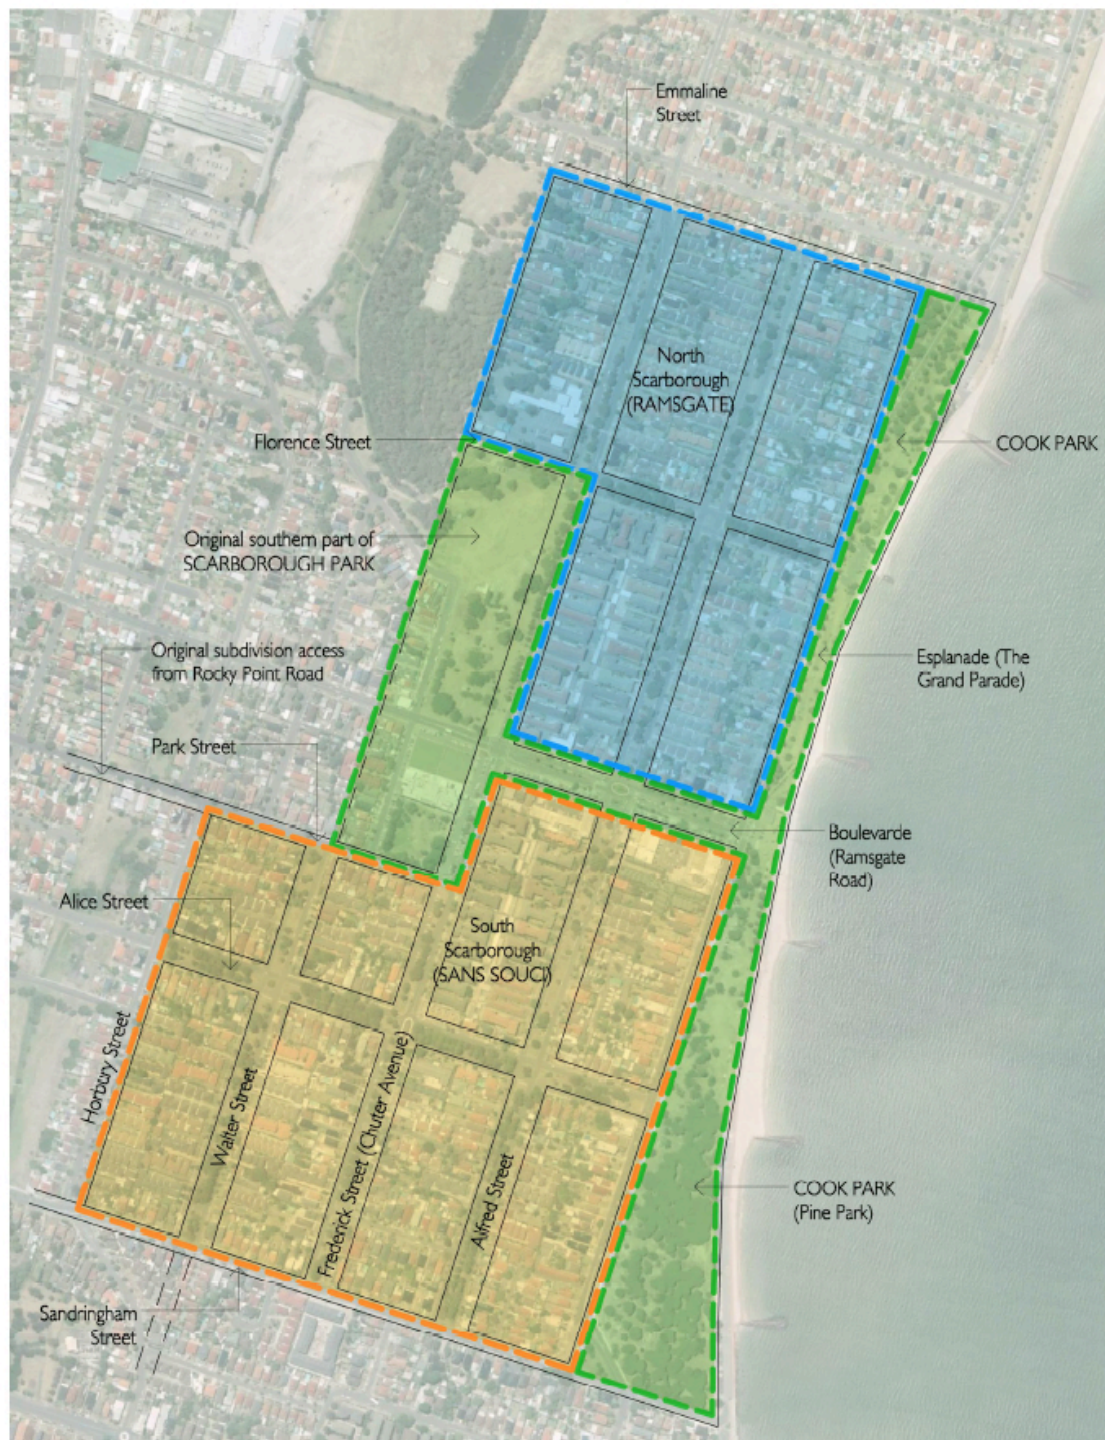 Emmaline
Street
North
Scarborough
(RAMSGATE)
Florence Street
COOK PARK
Original southern part of
SCARBOROUGH PARK
Original subdivision access
from Rocky Point Road
Esplanade (The
Grand Parade)
Park Street
Boulevarde
(Ramsgate
Road)
Alice Street
South
Scarborough
(SANS SOUCI)
Horbury Street
Walter Street
Frederick Street (Chuter Avenue)
Alfred Street
COOK PARK
(Pine Park)
Sandringham
Street